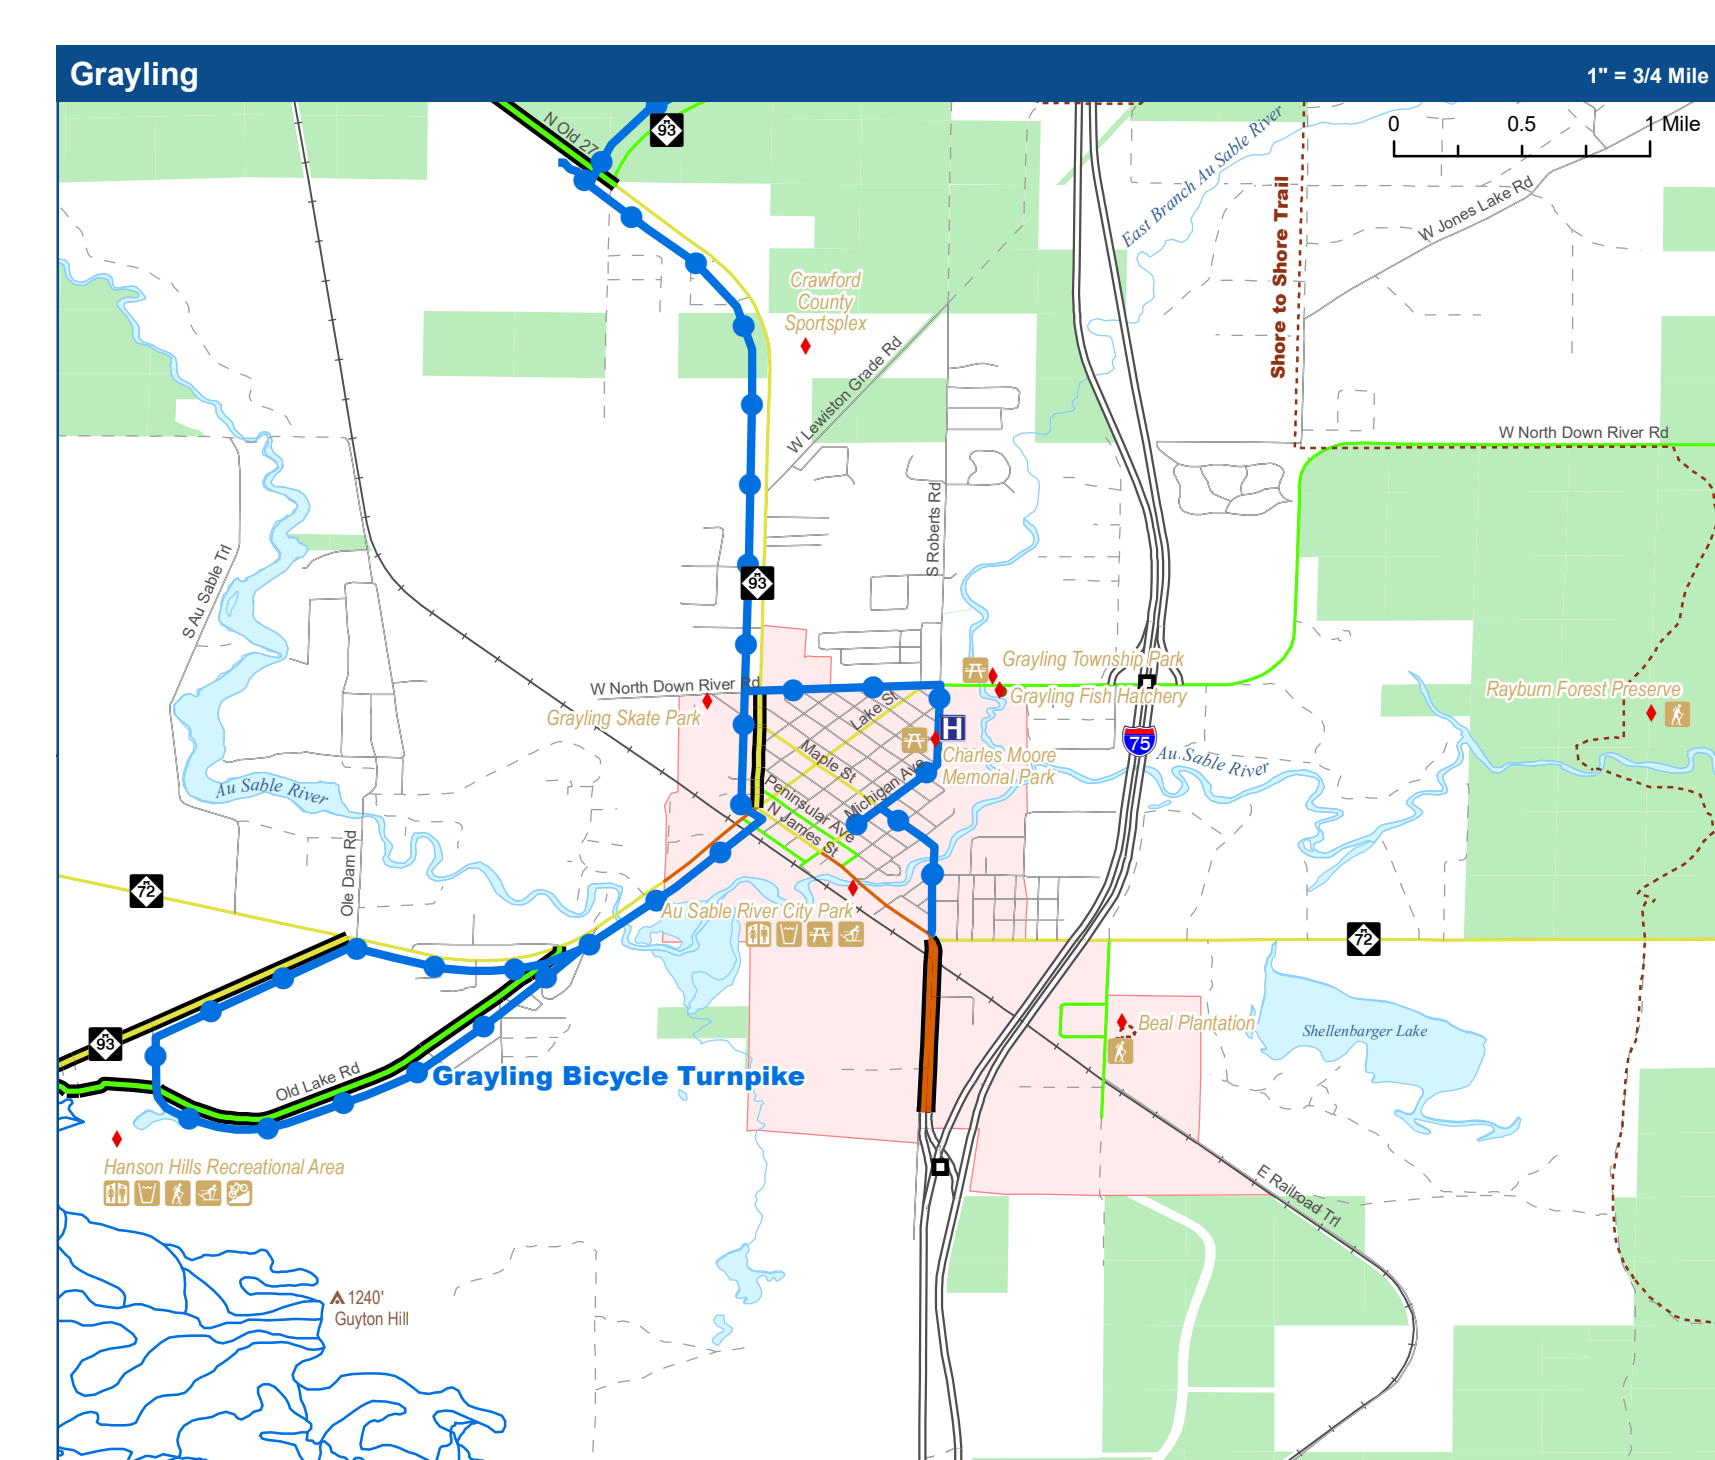 Grayling
1" = 3/4 Mile
0 0.5 1 Mile
N Old 27
M
93
East Branch Au Sable River
W Jones Lake Rd
Shore to Shore Trail
Crawford
County
Sportsplex
W Lewiston Grade Rd
W North Down River Rd
S Roberts Rd
S Au Sable Trl
M
93
Grayling Township Park
W North Down River Rd
Grayling Fish Hatchery
Rayburn Forest Preserve
Grayling Skate Park
Lake St
H
75
Maple St
Charles Moore
Memorial Park
Au Sable River
Au Sable River
Michigan Ave
Peninsular Ave
N James St
Ole Dam Rd
M
72
Au Sable River City Park
M
72
Beal Plantation
Shellenbarger Lake
M
93
Old Lake Rd
Grayling Bicycle Turnpike
Hanson Hills Recreational Area
E Railroad Trl
1240'
Guyton Hill